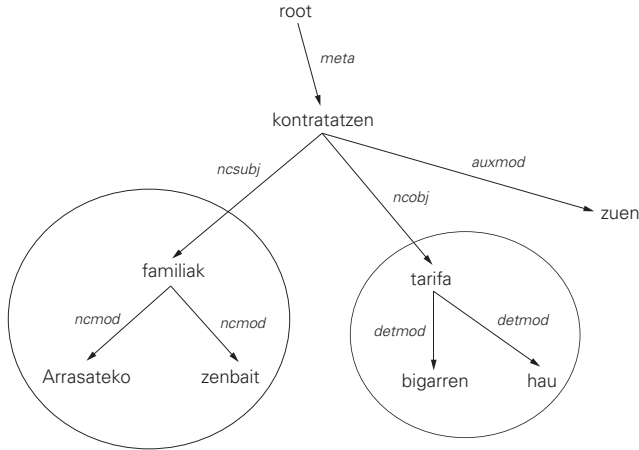 root
meta
kontratatzen
ncsubj
ncobj
auxmod
zuen
familiak
tarifa
ncmod
ncmod
detmod
detmod
Arrasateko
zenbait
bigarren
hau